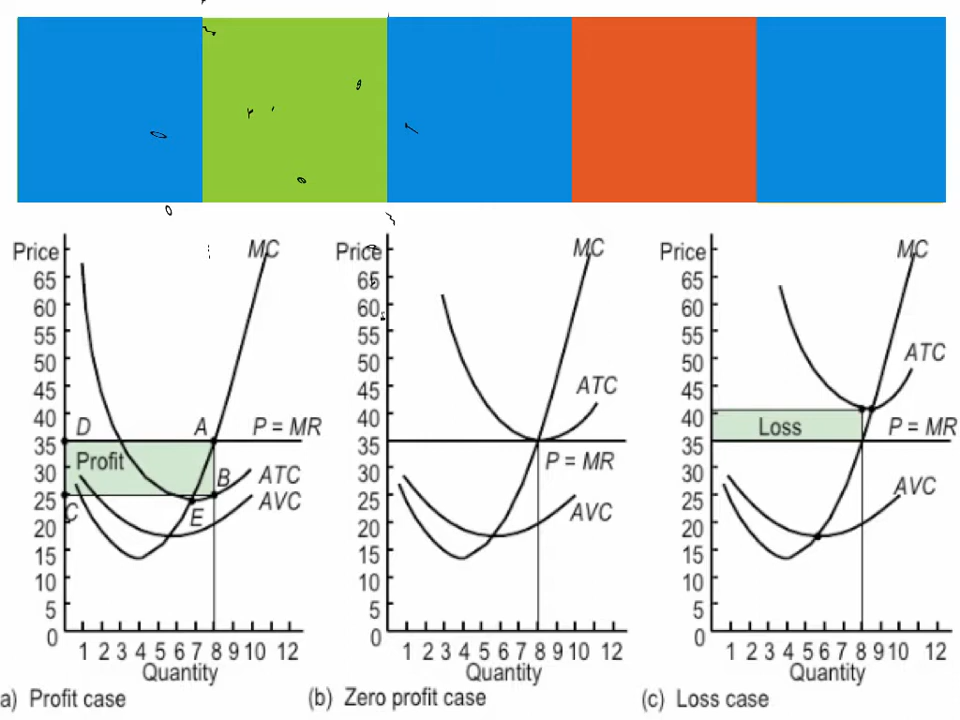 Price MC
65
60
55
50
45
40
35
30
25
20
15
10
5
0
D A P = MR
Profit
B ATC
AVC
C E
1 2 3 4 5 6 7 8 9 10 12
Quantity
a) Profit case
Price MC
65
60
55
50
45
40
35
30
25
20
15
10
5
0
ATC
P = MR
AVC
1 2 3 4 5 6 7 8 9 10 12
Quantity
(b) Zero profit case
Price MC
65
60
55
50
45
40
35
30
25
20
15
10
5
0
ATC
Loss P = MR
AVC
1 2 3 4 5 6 7 8 9 10 12
Quantity
(c) Loss case